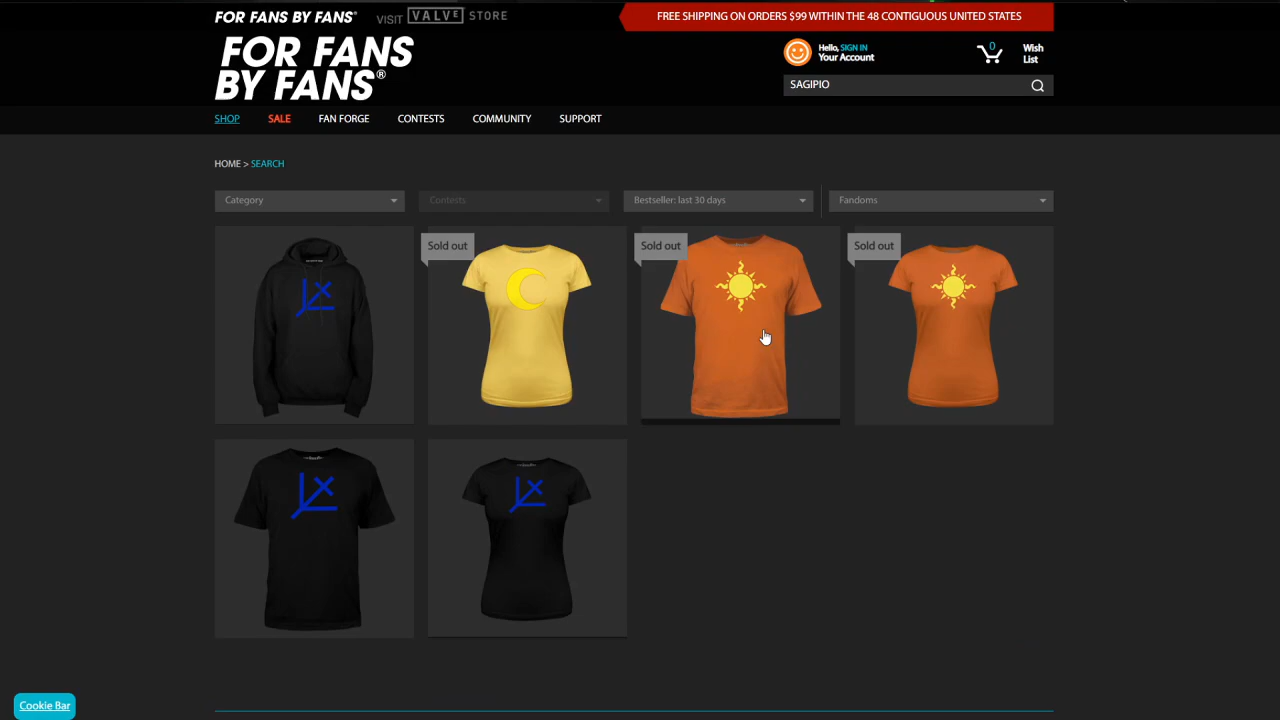 FOR FANS BY FANS® VISIT VALVE STORE
FREE SHIPPING ON ORDERS $99 WITHIN THE 48 CONTIGUOUS UNITED STATES
FOR FANS
BY FANS®
Hello, SIGN IN
Your Account
0
Wish
List
SAGIPIO
SHOP SALE FAN FORGE CONTESTS COMMUNITY SUPPORT
HOME > SEARCH
Category Contests Bestseller: last 30 days Fandoms
Sold out Sold out Sold out
Cookie Bar